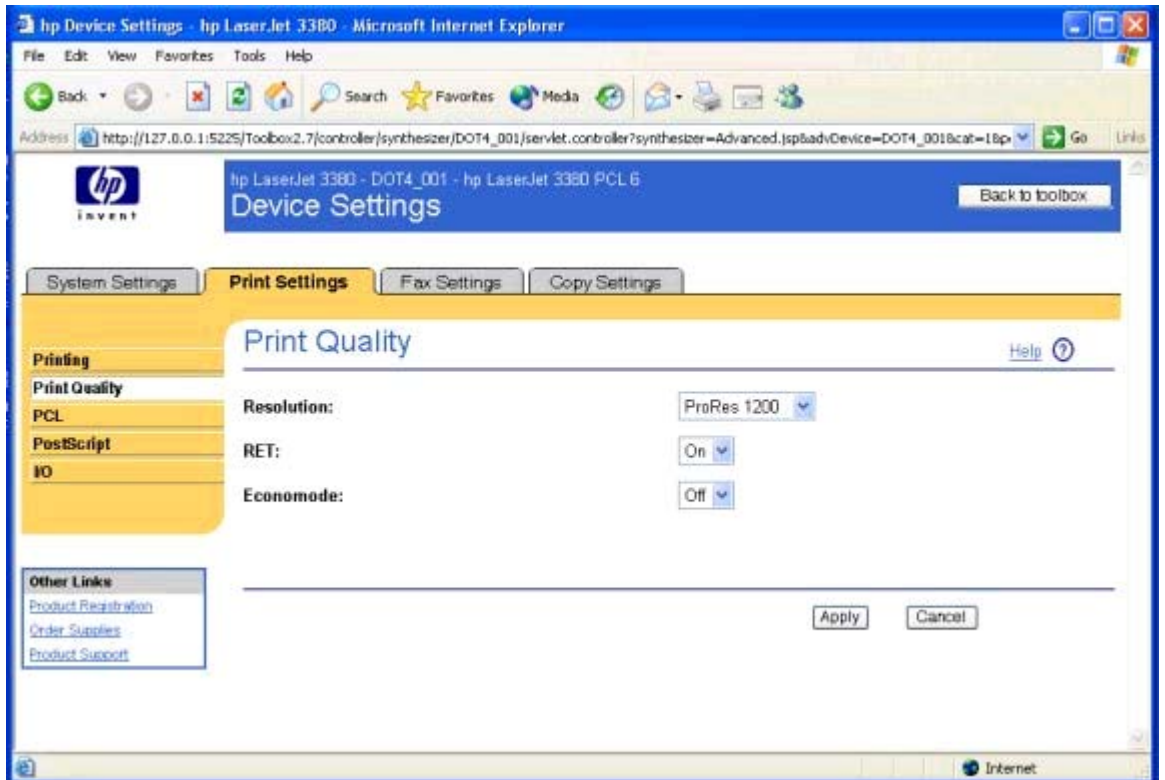 hp Device Settings - hp LaserJet 3380 - Microsoft Internet Explorer
File Edit View Favorites Tools Help
Back Search Favorites Media
Address http://127.0.0.1:5225/Toolbox2.7/controller/synthesizer/DOT4_001/servlet.controller?synthesizer=Advanced.jsp&advDevice=DOT4_001&cat=1&p Go Links
hp
invent
hp LaserJet 3380 - DOT4_001 - hp LaserJet 3380 PCL 6
Device Settings
Back to toolbox
System Settings Print Settings Fax Settings Copy Settings
Printing
Print Quality
PCL
PostScript
I/O
Print Quality
Help ?
Resolution: ProRes 1200
RET: On
Economode: Off
Apply Cancel
Other Links
Product Registration
Order Supplies
Product Support
Internet